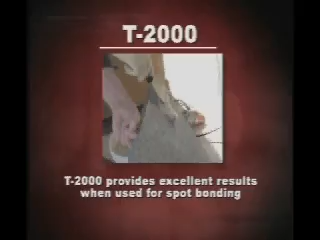 T-2000
T-2000 provides excellent results
when used for spot bonding